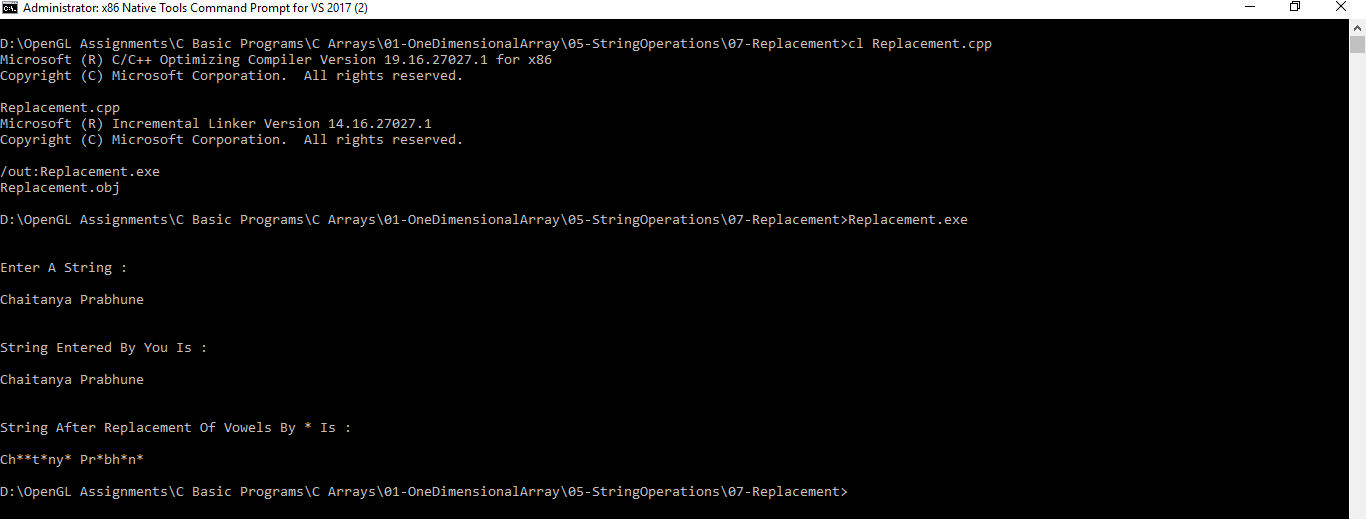 Administrator: x86 Native Tools Command Prompt for VS 2017 (2)
D:\OpenGL Assignments\C Basic Programs\C Arrays\01-OneDimensionalArray\05-StringOperations\07-Replacement>cl Replacement.cpp
Microsoft (R) C/C++ Optimizing Compiler Version 19.16.27027.1 for x86
Copyright (C) Microsoft Corporation.  All rights reserved.
Replacement.cpp
Microsoft (R) Incremental Linker Version 14.16.27027.1
Copyright (C) Microsoft Corporation.  All rights reserved.
/out:Replacement.exe
Replacement.obj
D:\OpenGL Assignments\C Basic Programs\C Arrays\01-OneDimensionalArray\05-StringOperations\07-Replacement>Replacement.exe
Enter A String :
Chaitanya Prabhune
String Entered By You Is :
Chaitanya Prabhune
String After Replacement Of Vowels By * Is :
Ch**t*ny* Pr*bh*n*
D:\OpenGL Assignments\C Basic Programs\C Arrays\01-OneDimensionalArray\05-StringOperations\07-Replacement>